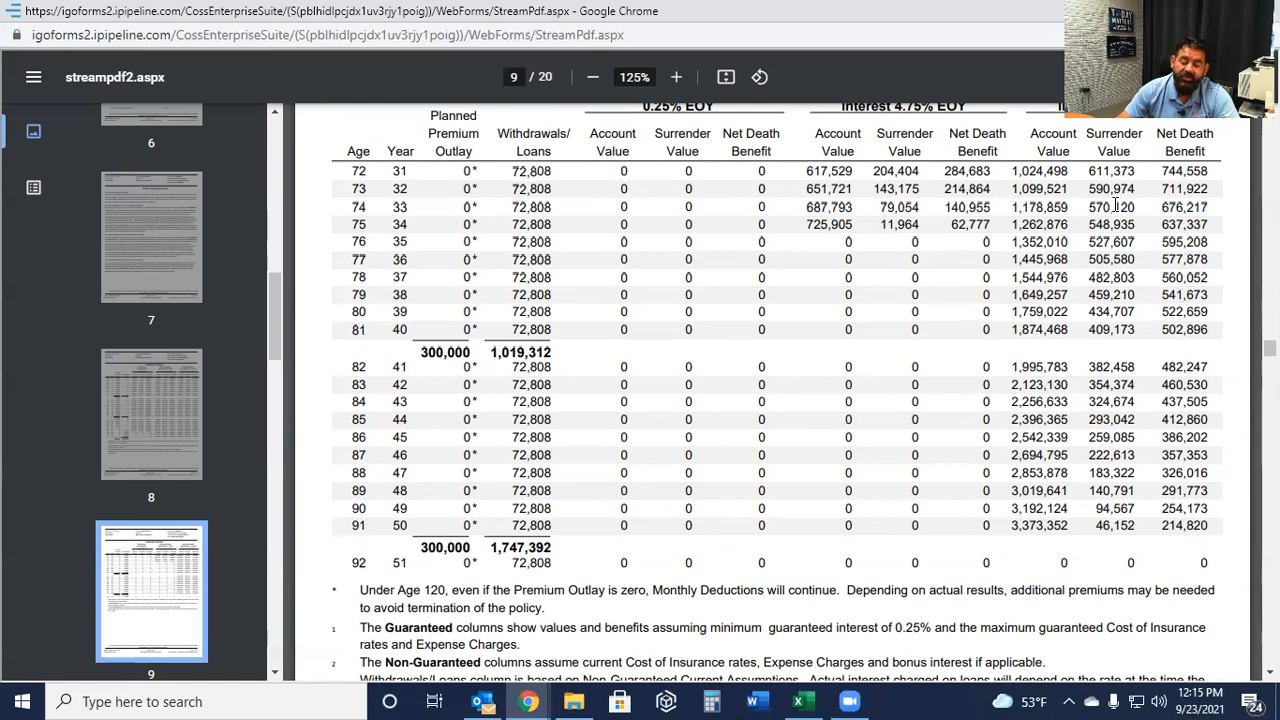 https://igoforms2.ipipeline.com/CossEnterpriseSuite/(S(pblhidlpcjdx1uv3rjy1poig))/WebForms/StreamPdf.aspx - Google Chrome
igoforms2.ipipeline.com/CossEnterpriseSuite/(S(pblhidlpcjdx1uv3rjy1poig))/WebForms/StreamPdf.aspx
streampdf2.aspx
9 / 20
125%
6
7
8
9
0.25% EOY Interest 4.75% EOY
Planned
Premium Withdrawals/ Account Surrender Net Death Account Surrender Net Death Account Surrender Net Death
Age Year Outlay Loans Value Value Benefit Value Value Benefit Value Value Benefit
72 31 0* 72,808 0 0 0 617,529 204,404 284,683 1,024,498 611,373 744,558
73 32 0* 72,808 0 0 0 651,721 143,175 214,864 1,099,521 590,974 711,922
74 33 0* 72,808 0 0 0 687,793 79,054 140,955 1,178,859 570,120 676,217
75 34 0* 72,808 0 0 0 725,905 11,964 62,777 1,262,876 548,935 637,337
76 35 0* 72,808 0 0 0 0 0 0 1,352,010 527,607 595,208
77 36 0* 72,808 0 0 0 0 0 0 1,445,968 505,580 577,878
78 37 0* 72,808 0 0 0 0 0 0 1,544,976 482,803 560,052
79 38 0* 72,808 0 0 0 0 0 0 1,649,257 459,210 541,673
80 39 0* 72,808 0 0 0 0 0 0 1,759,022 434,707 522,659
81 40 0* 72,808 0 0 0 0 0 0 1,874,468 409,173 502,896
300,000 1,019,312
82 41 0* 72,808 0 0 0 0 0 0 1,995,783 382,458 482,247
83 42 0* 72,808 0 0 0 0 0 0 2,123,130 354,374 460,530
84 43 0* 72,808 0 0 0 0 0 0 2,256,633 324,674 437,505
85 44 0* 72,808 0 0 0 0 0 0 2,396,365 293,042 412,860
86 45 0* 72,808 0 0 0 0 0 0 2,542,339 259,085 386,202
87 46 0* 72,808 0 0 0 0 0 0 2,694,795 222,613 357,353
88 47 0* 72,808 0 0 0 0 0 0 2,853,878 183,322 326,016
89 48 0* 72,808 0 0 0 0 0 0 3,019,641 140,791 291,773
90 49 0* 72,808 0 0 0 0 0 0 3,192,124 94,567 254,173
91 50 0* 72,808 0 0 0 0 0 0 3,373,352 46,152 214,820
300,000 1,747,392
92 51 0* 72,808 0 0 0 0 0 0 0 0 0
* Under Age 120, even if the Premium Outlay is zero, Monthly Deductions will continue. Depending on actual results, additional premiums may be needed
to avoid termination of the policy.
1 The Guaranteed columns show values and benefits assuming minimum guaranteed interest of 0.25% and the maximum guaranteed Cost of Insurance
rates and Expense Charges.
2 The Non-Guaranteed columns assume current Cost of Insurance rates, Expense Charges and bonus interest if applicable.
Withdrawals/Loans column is based on Non-Guaranteed Current Assumptions. Actual interest charged on loans will depend on the rate at the time the
Type here to search
53°F
12:15 PM
9/23/2021
24